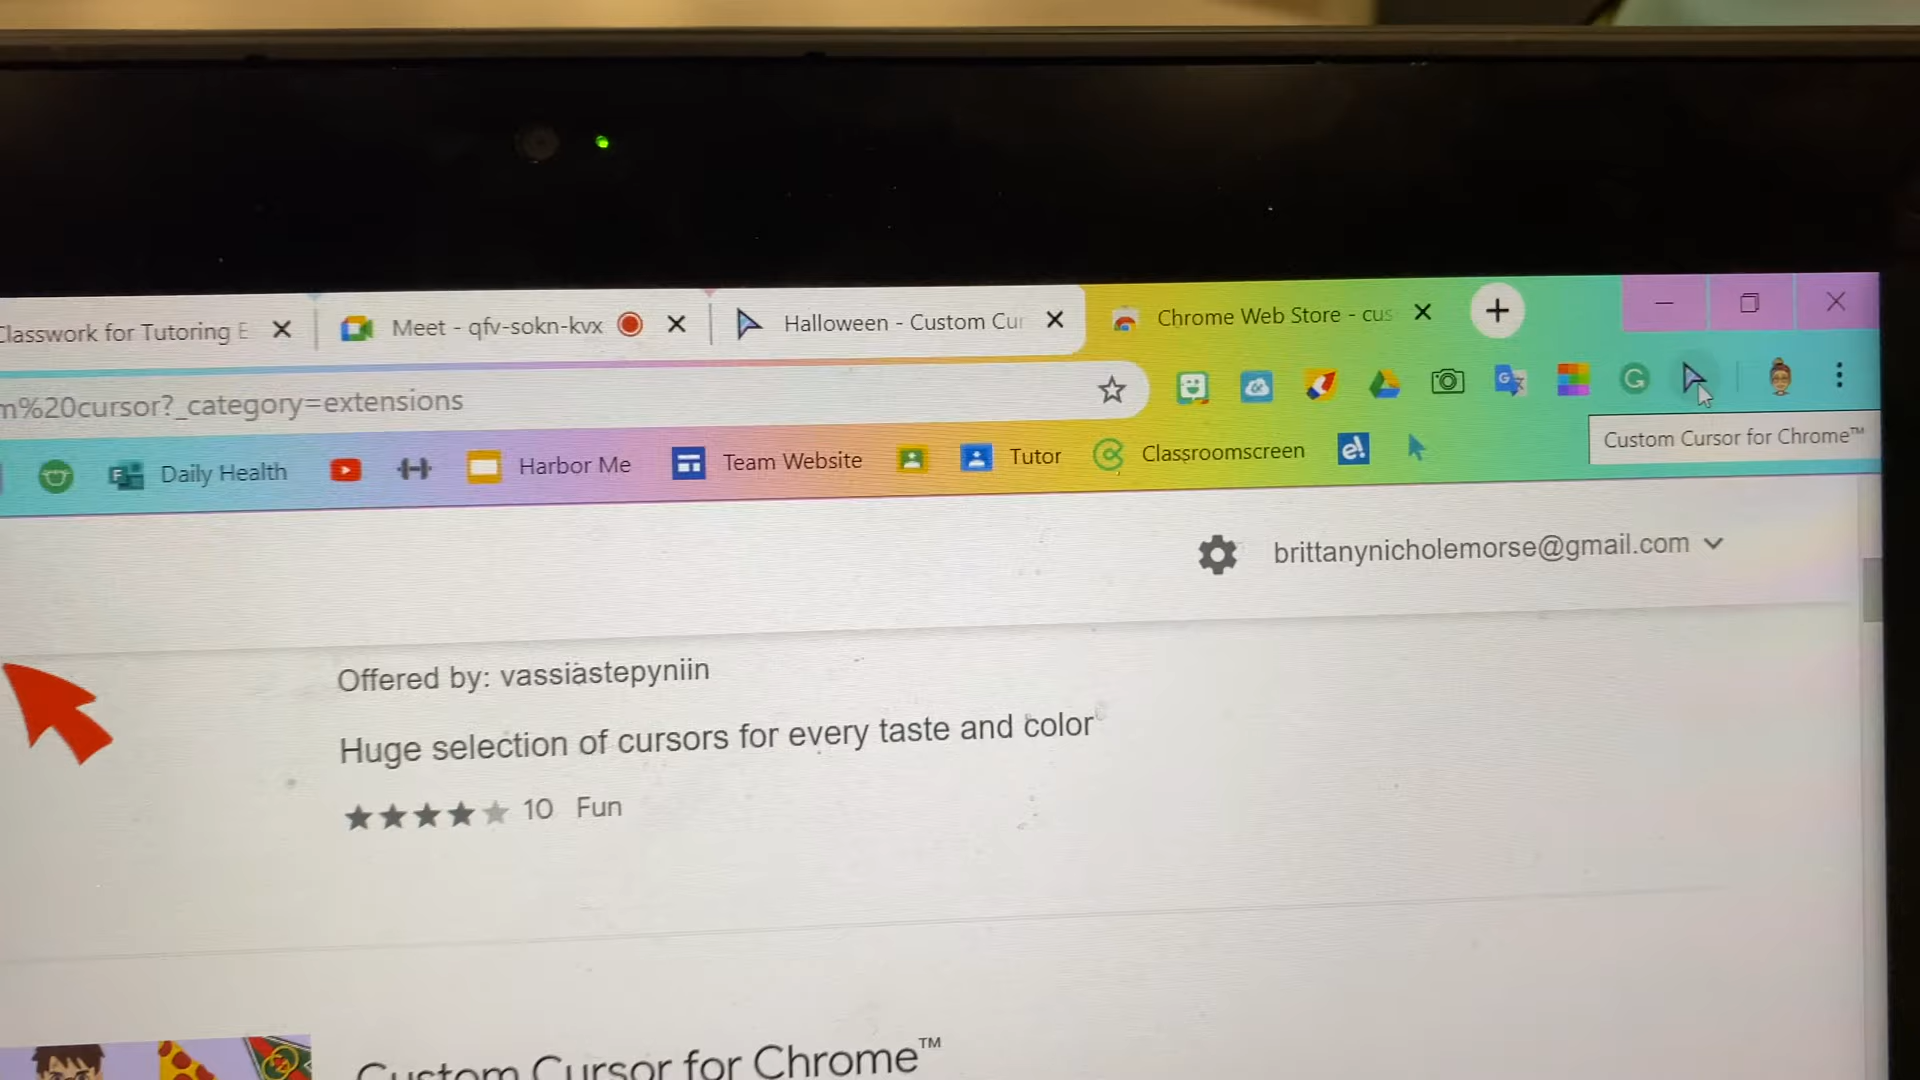 Classwork for Tutoring E
Meet - qfv-sokn-kvx
Halloween - Custom Cur
Chrome Web Store - cus
m%20cursor?_category=extensions
Custom Cursor for Chrome™
Daily Health
Harbor Me
Team Website
Tutor
Classroomscreen
e!
brittanynicholemorse@gmail.com
Offered by: vassiastepyniin
Huge selection of cursors for every taste and color
10 Fun
Custom Cursor for Chrome™